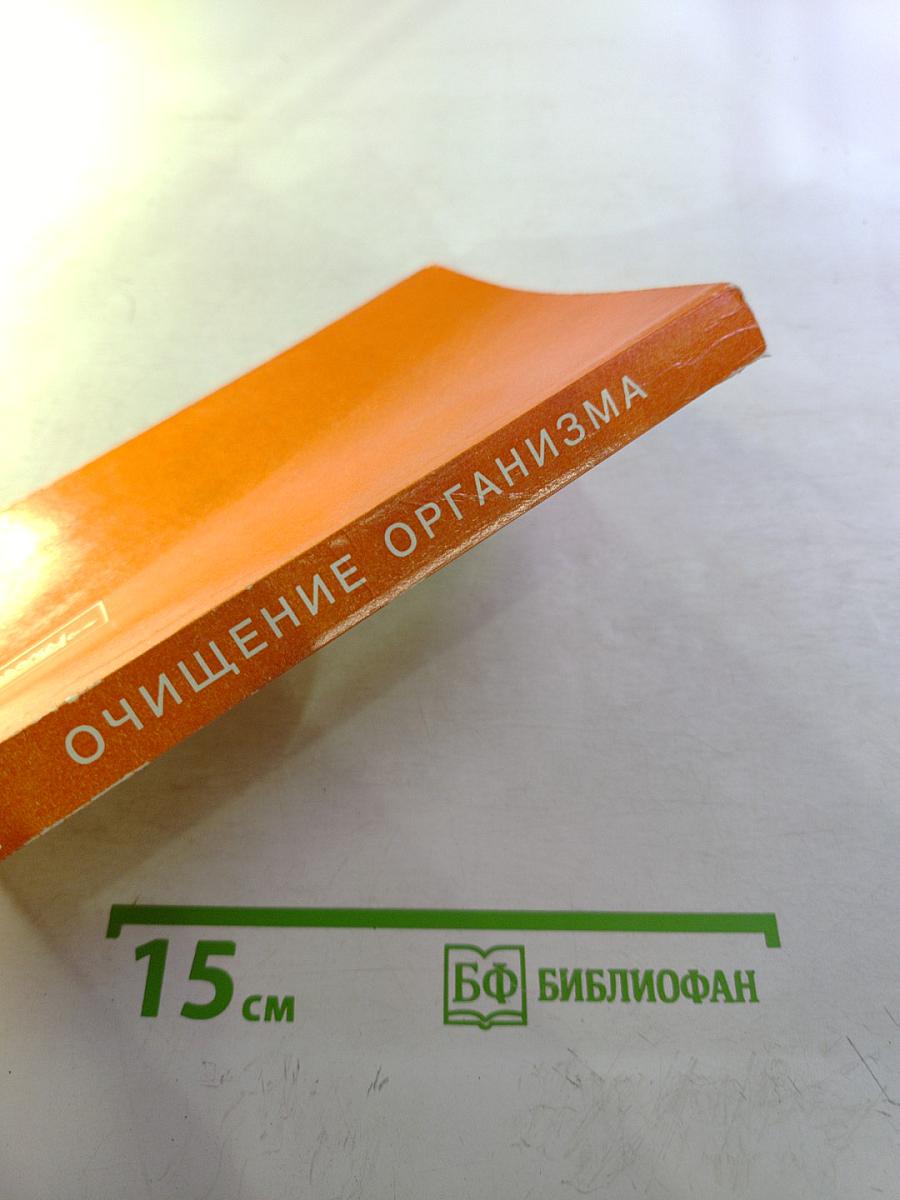 ОЧИЩЕНИЕ ОРГАНИЗМА
15 см
БФ БИБЛИОФАН